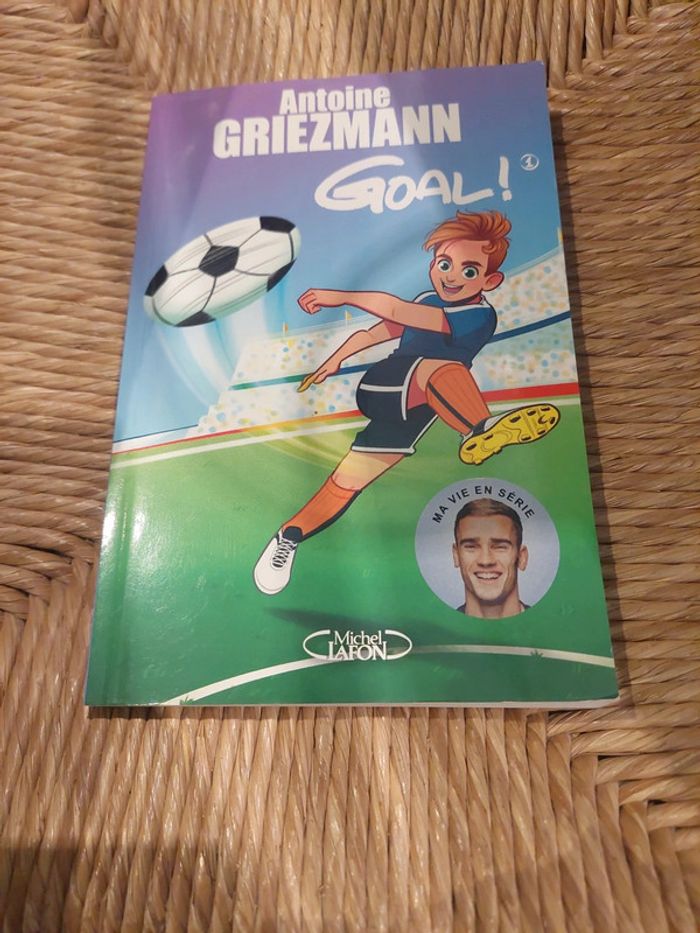 Antoine
GRIEZMANN
GOAL! 1
MA VIE EN SÉRIE
Michel
LAFON